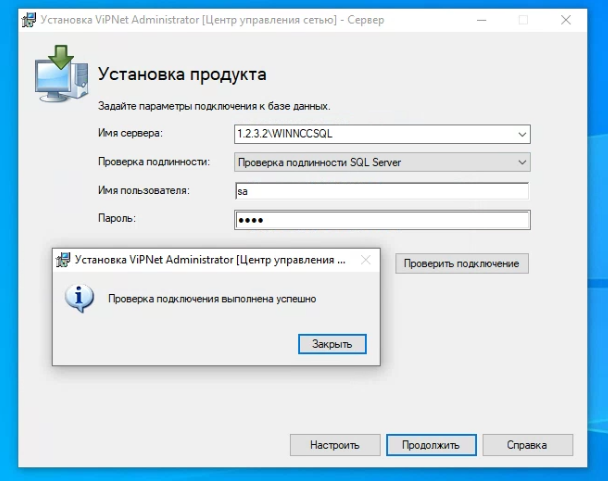 Установка ViPNet Administrator [Центр управления сетью] - Сервер
Установка продукта
Задайте параметры подключения к базе данных.
Имя сервера: 1.2.3.2\WINNCCSQL
Проверка подлинности: Проверка подлинности SQL Server
Имя пользователя: sa
Пароль: ••••
Установка ViPNet Administrator [Центр управления ...
Проверить подключение
Проверка подключения выполнена успешно
Закрыть
Настроить Продолжить Справка